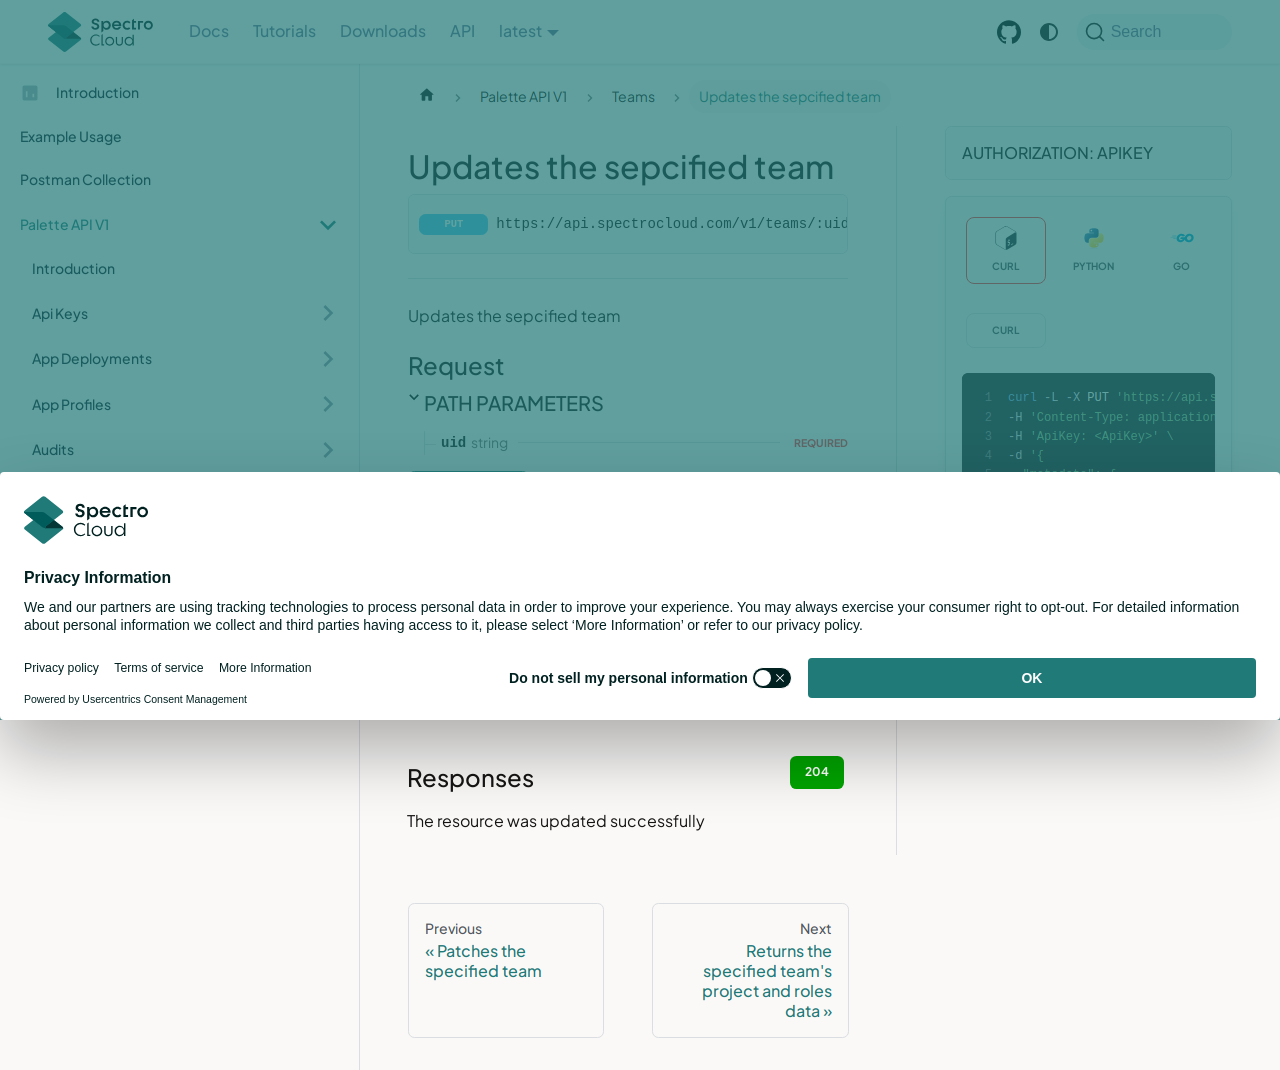 Spectro Cloud
Docs
Tutorials
Downloads
API
latest
Search
Introduction
Example Usage
Postman Collection
Palette API V1
Introduction
Api Keys
App Deployments
App Profiles
Audits
Palette API V1
Teams
Updates the sepcified team
Updates the sepcified team
PUT https://api.spectrocloud.com/v1/teams/:uid
Updates the sepcified team
Request
PATH PARAMETERS
uid string REQUIRED
AUTHORIZATION: APIKEY
CURL
PYTHON
GO
CURL
1 curl -L -X PUT 'https://api.s
2 -H 'Content-Type: application
3 -H 'ApiKey: <ApiKey>' \
4 -d '{
Spectro
Cloud
Privacy Information
We and our partners are using tracking technologies to process personal data in order to improve your experience. You may always exercise your consumer right to opt-out. For detailed information
about personal information we collect and third parties having access to it, please select ‘More Information’ or refer to our privacy policy.
Privacy policy
Terms of service
More Information
Do not sell my personal information
OK
Powered by Usercentrics Consent Management
Responses
204
The resource was updated successfully
Previous
« Patches the
specified team
Next
Returns the
specified team's
project and roles
data »